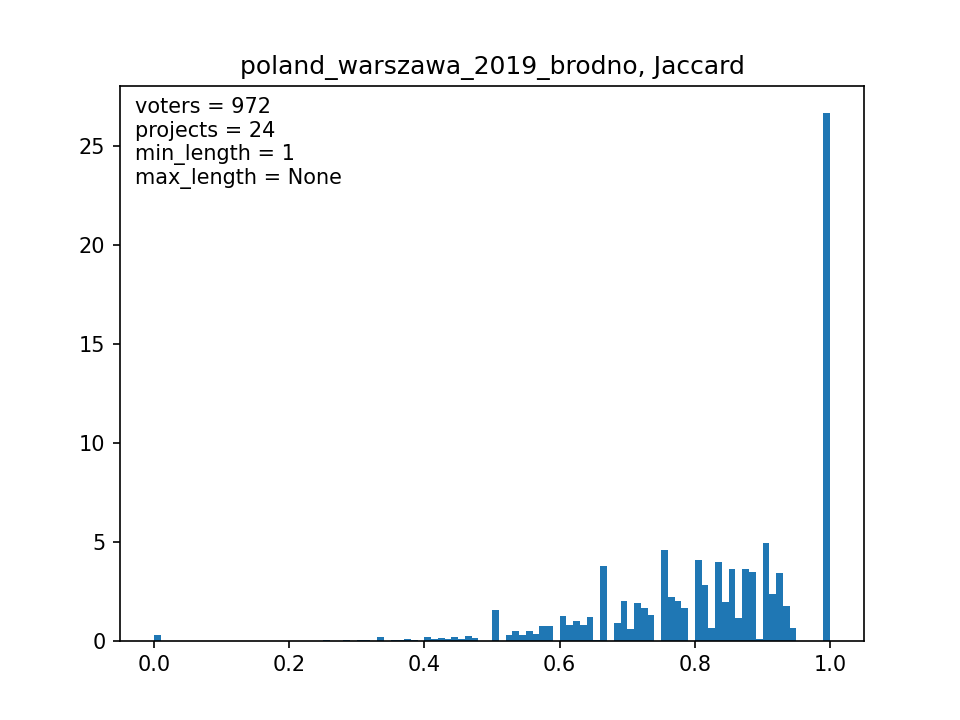 poland_warszawa_2019_brodno, Jaccard
voters = 972
projects = 24
min_length = 1
max_length = None
25
20
15
10
5
0
0.0 0.2 0.4 0.6 0.8 1.0